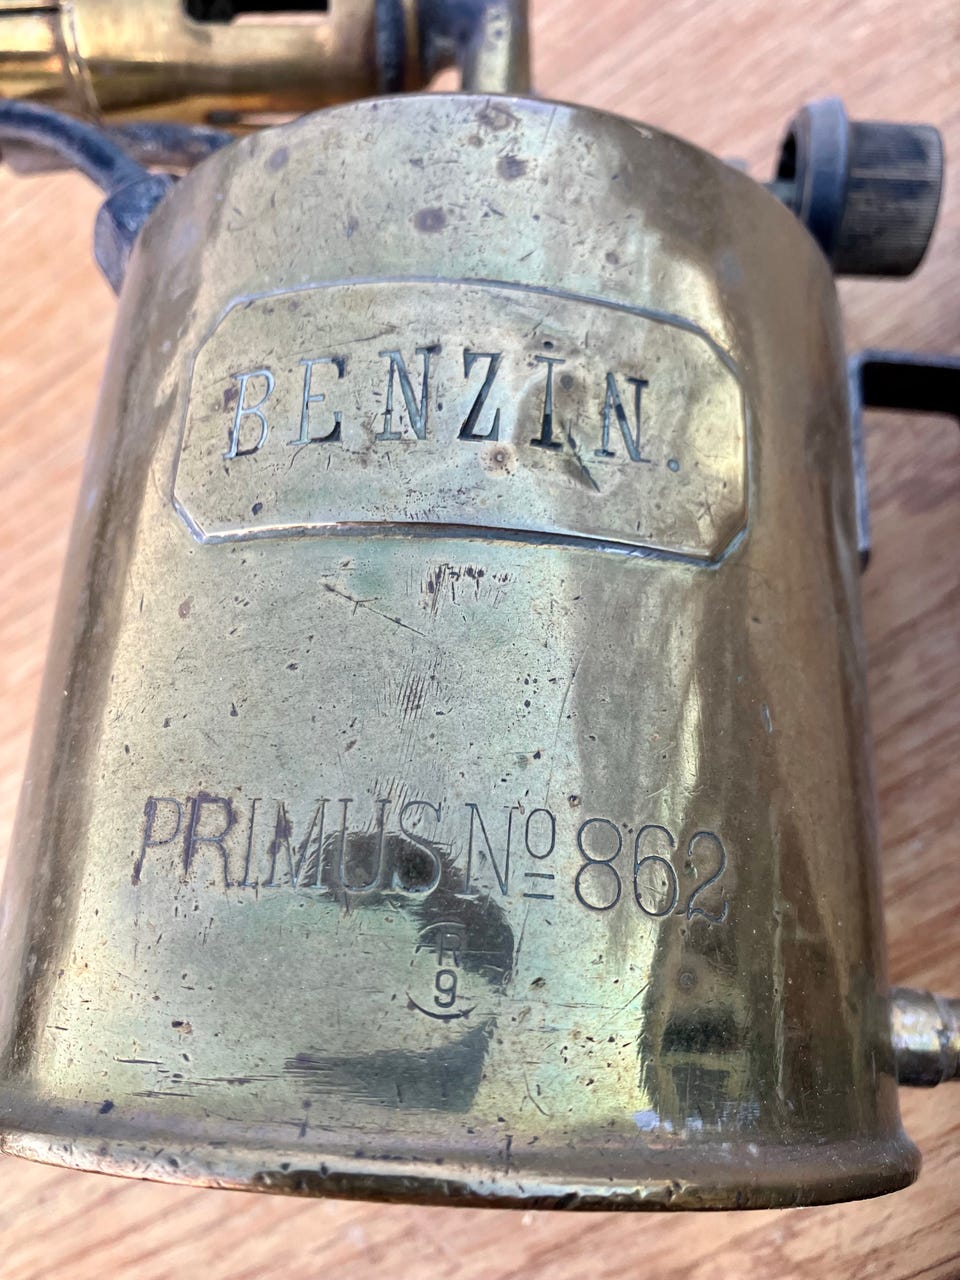 BENZIN.
PRIMUS Nº 862
R
9